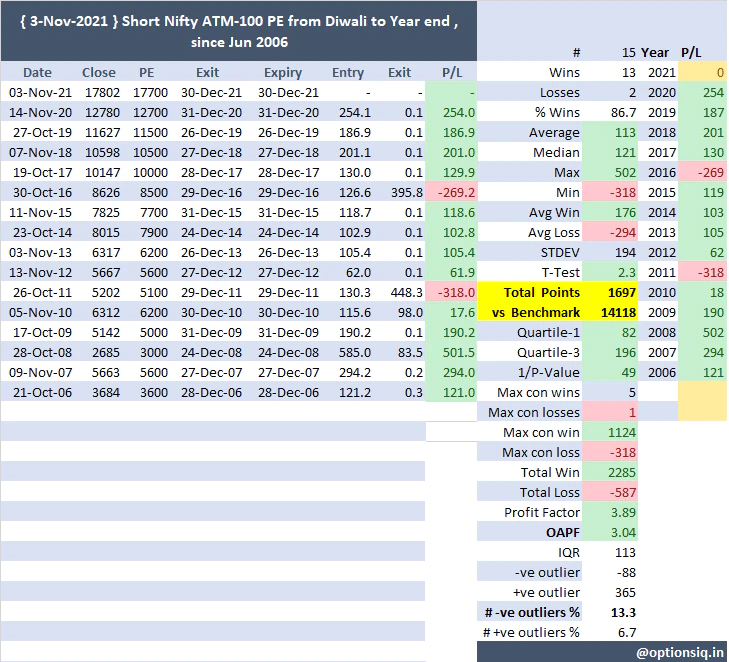 { 3-Nov-2021 } Short Nifty ATM-100 PE from Diwali to Year end ,
since Jun 2006
Date Close PE Exit Expiry Entry Exit P/L
03-Nov-21 17802 17700 30-Dec-21 30-Dec-21 - - -
14-Nov-20 12780 12700 31-Dec-20 31-Dec-20 254.1 0.1 254.0
27-Oct-19 11627 11500 26-Dec-19 26-Dec-19 186.9 0.1 186.9
07-Nov-18 10598 10500 27-Dec-18 27-Dec-18 201.1 0.1 201.0
19-Oct-17 10147 10000 28-Dec-17 28-Dec-17 130.0 0.1 129.9
30-Oct-16 8626 8500 29-Dec-16 29-Dec-16 126.6 395.8 -269.2
11-Nov-15 7825 7700 31-Dec-15 31-Dec-15 118.7 0.1 118.6
23-Oct-14 8015 7900 24-Dec-14 24-Dec-14 102.9 0.1 102.8
03-Nov-13 6317 6200 26-Dec-13 26-Dec-13 105.4 0.1 105.4
13-Nov-12 5667 5600 27-Dec-12 27-Dec-12 62.0 0.1 61.9
26-Oct-11 5202 5100 29-Dec-11 29-Dec-11 130.3 448.3 -318.0
05-Nov-10 6312 6200 30-Dec-10 30-Dec-10 115.6 98.0 17.6
17-Oct-09 5142 5000 31-Dec-09 31-Dec-09 190.2 0.1 190.2
28-Oct-08 2685 3000 24-Dec-08 24-Dec-08 585.0 83.5 501.5
09-Nov-07 5663 5600 27-Dec-07 27-Dec-07 294.2 0.2 294.0
21-Oct-06 3684 3600 28-Dec-06 28-Dec-06 121.2 0.3 121.0
# 15 Year P/L
Wins 13 2021 0
Losses 2 2020 254
% Wins 86.7 2019 187
Average 113 2018 201
Median 121 2017 130
Max 502 2016 -269
Min -318 2015 119
Avg Win 176 2014 103
Avg Loss -294 2013 105
STDEV 194 2012 62
T-Test 2.3 2011 -318
Total Points 1697 2010 18
vs Benchmark 14118 2009 190
Quartile-1 82 2008 502
Quartile-3 196 2007 294
1/P-Value 49 2006 121
Max con wins 5
Max con losses 1
Max con win 1124
Max con loss -318
Total Win 2285
Total Loss -587
Profit Factor 3.89
OAPF 3.04
IQR 113
-ve outlier -88
+ve outlier 365
# -ve outliers % 13.3
# +ve outliers % 6.7
@optionsiq.in